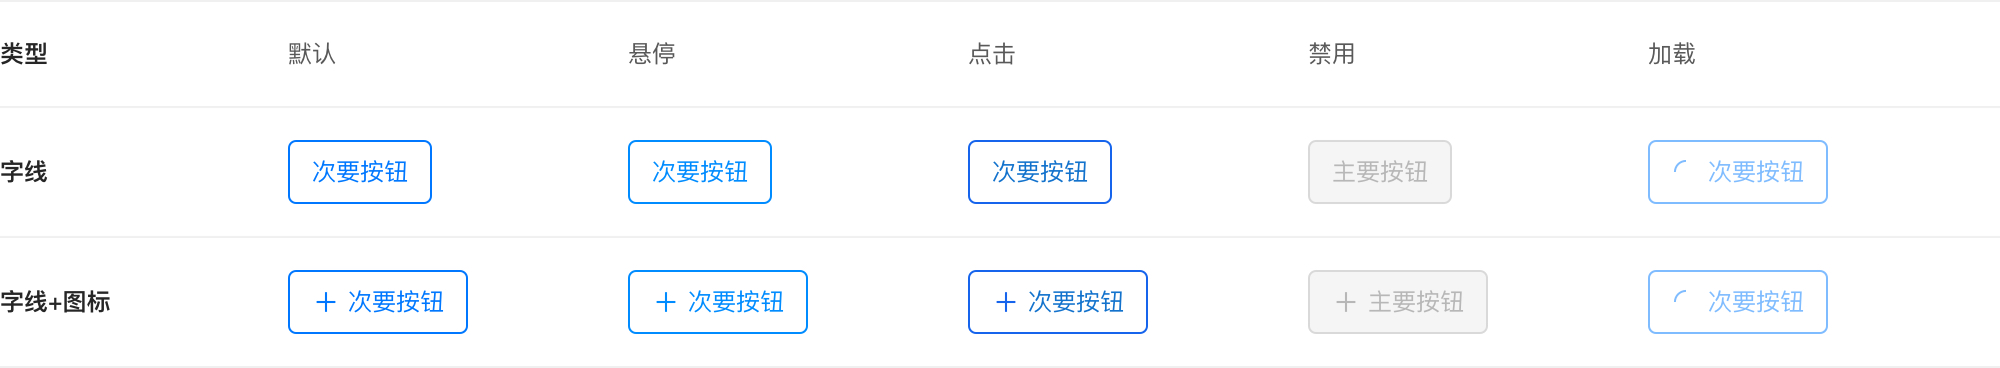 类型 默认 悬停 点击 禁用 加载
字线 次要按钮 次要按钮 次要按钮 主要按钮 次要按钮
字线+图标 次要按钮 次要按钮 次要按钮 主要按钮 次要按钮